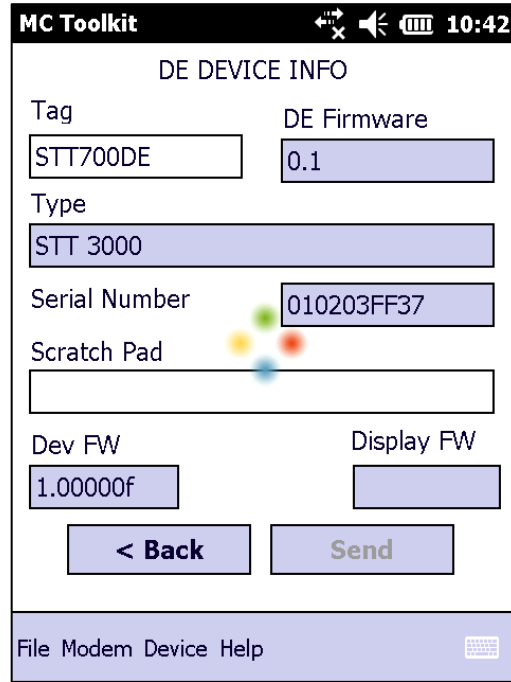 MC Toolkit 10:42
DE DEVICE INFO
Tag DE Firmware
STT700DE 0.1
Type
STT 3000
Serial Number 010203FF37
Scratch Pad
Dev FW Display FW
1.00000f
< Back Send
File Modem Device Help